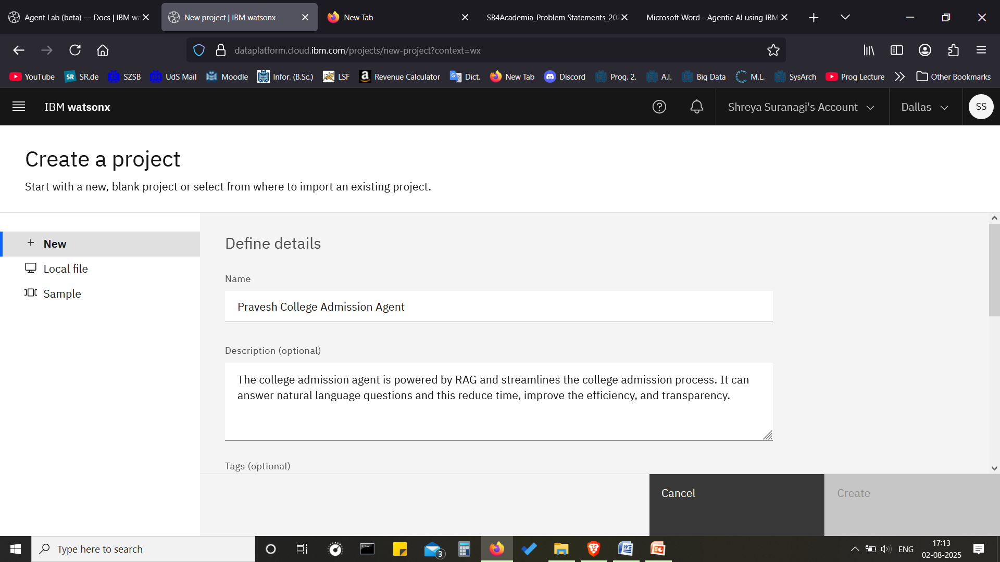 Agent Lab (beta) — Docs | IBM wa
New project | IBM watsonx
New Tab
SB4Academia_Problem Statements_202
Microsoft Word - Agentic AI using IBM
dataplatform.cloud.ibm.com/projects/new-project?context=wx
YouTube
SR.de
SZSB
UdS Mail
Moodle
Infor. (B.Sc.)
LSF
Revenue Calculator
Dict.
New Tab
Discord
Prog. 2.
A.I.
Big Data
M.L.
SysArch
Prog Lecture
Other Bookmarks
IBM watsonx
Shreya Suranagi's Account
Dallas
SS
Create a project
Start with a new, blank project or select from where to import an existing project.
New
Local file
Sample
Define details
Name
Pravesh College Admission Agent
Description (optional)
The college admission agent is powered by RAG and streamlines the college admission process. It can
answer natural language questions and this reduce time, improve the efficiency, and transparency.
Tags (optional)
Cancel
Create
Type here to search
3
ENG
17:13
02-08-2025